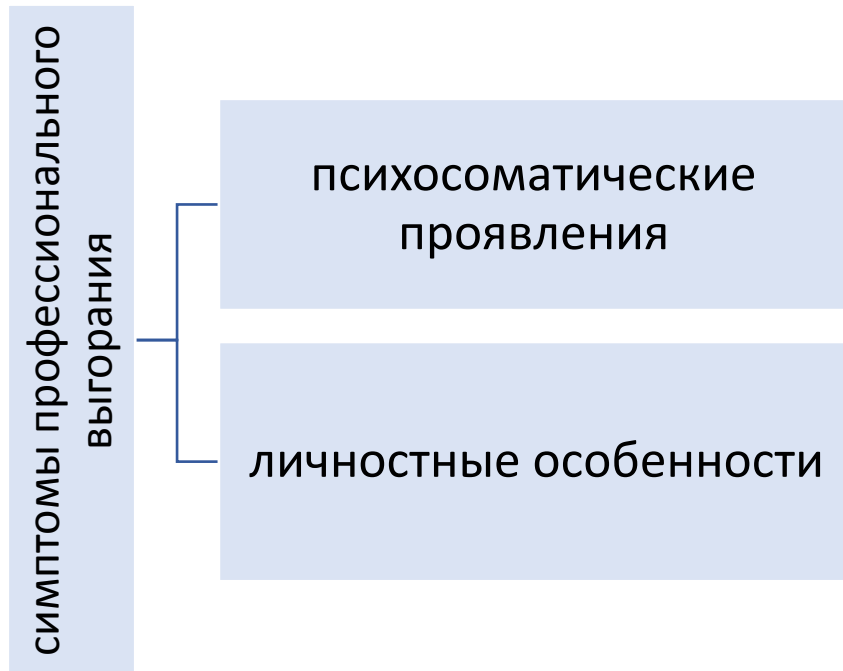 симптомы профессионального
выгорания
психосоматические
проявления
личностные особенности